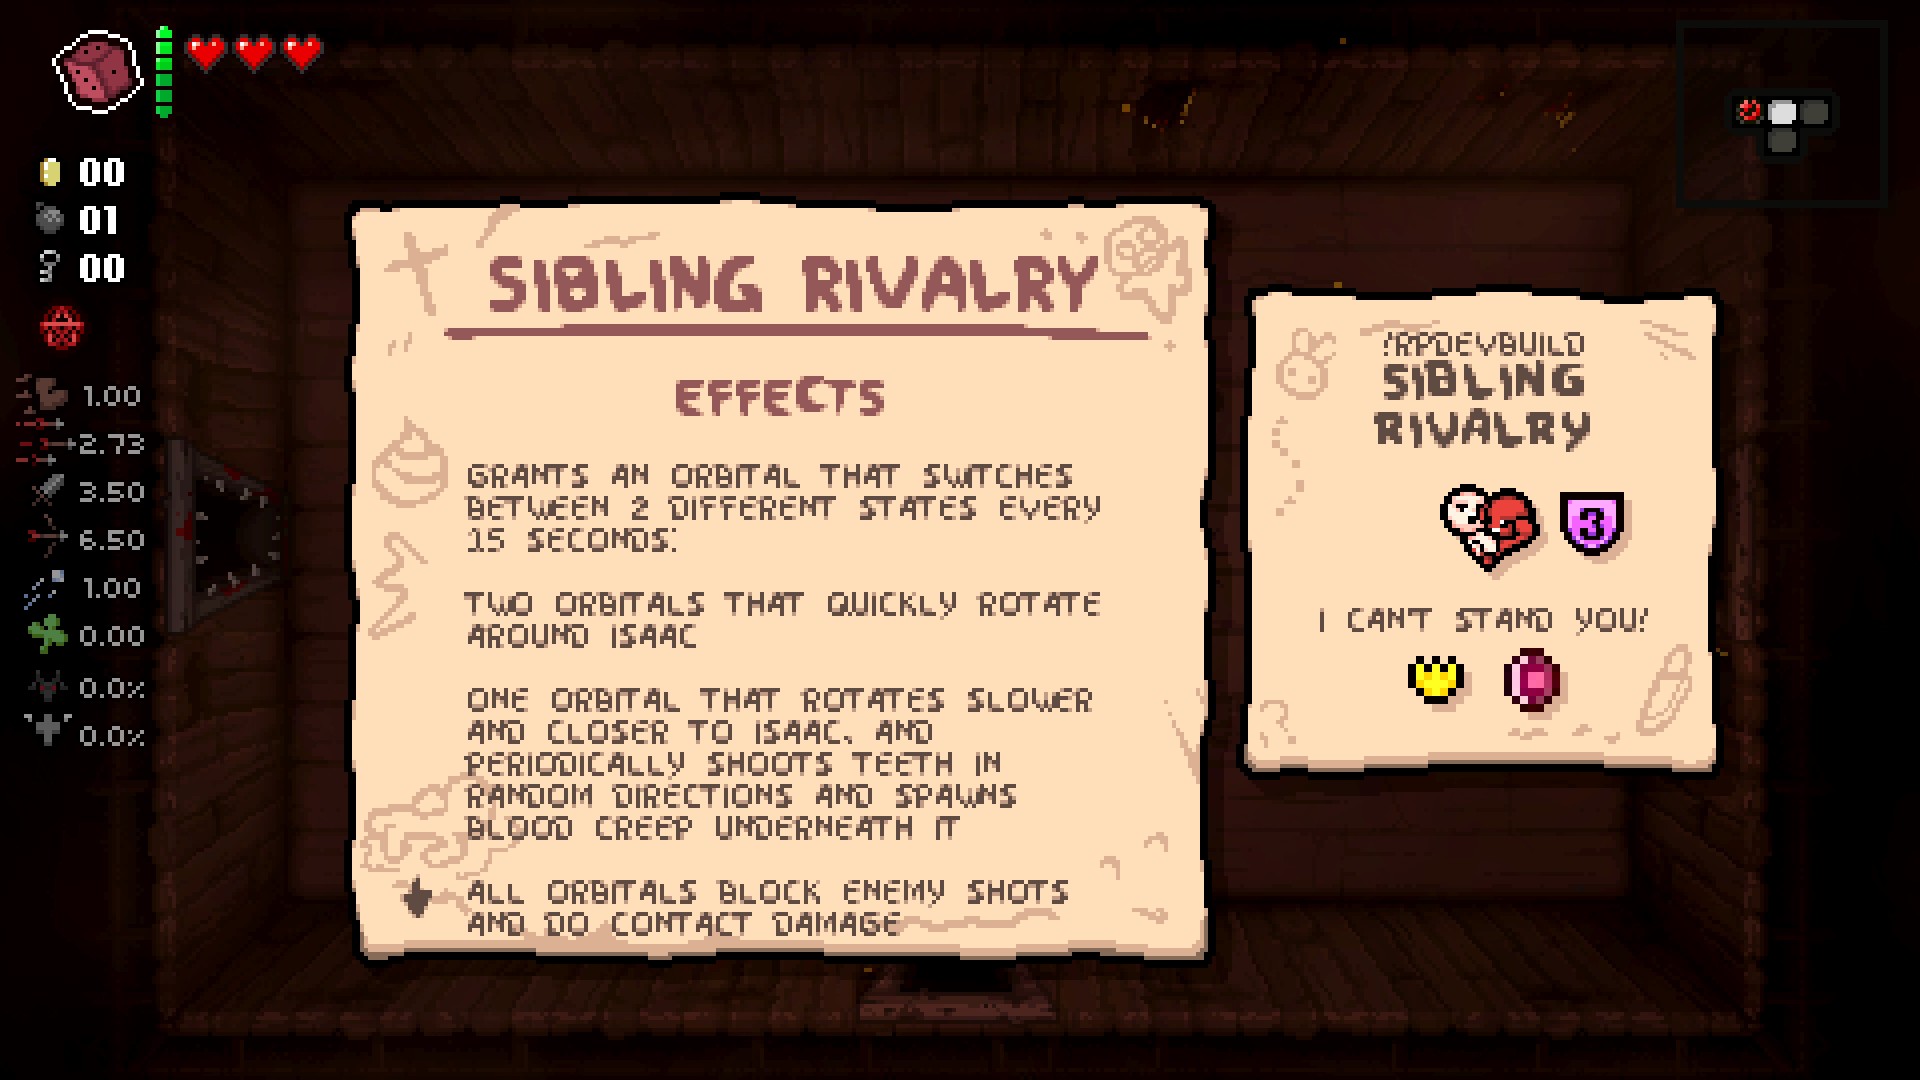 00
01
00
1.00
2.73
3.50
6.50
1.00
0.00
0.0%
0.0%
SIBLING RIVALRY
EFFECTS
GRANTS AN ORBITAL THAT SWITCHES
BETWEEN 2 DIFFERENT STATES EVERY
15 SECONDS:
TWO ORBITALS THAT QUICKLY ROTATE
AROUND ISAAC
ONE ORBITAL THAT ROTATES SLOWER
AND CLOSER TO ISAAC, AND
PERIODICALLY SHOOTS TEETH IN
RANDOM DIRECTIONS AND SPAWNS
BLOOD CREEP UNDERNEATH IT
ALL ORBITALS BLOCK ENEMY SHOTS
AND DO CONTACT DAMAGE
!RPDEVBUILD
SIBLING
RIVALRY
3
I CAN'T STAND YOU!